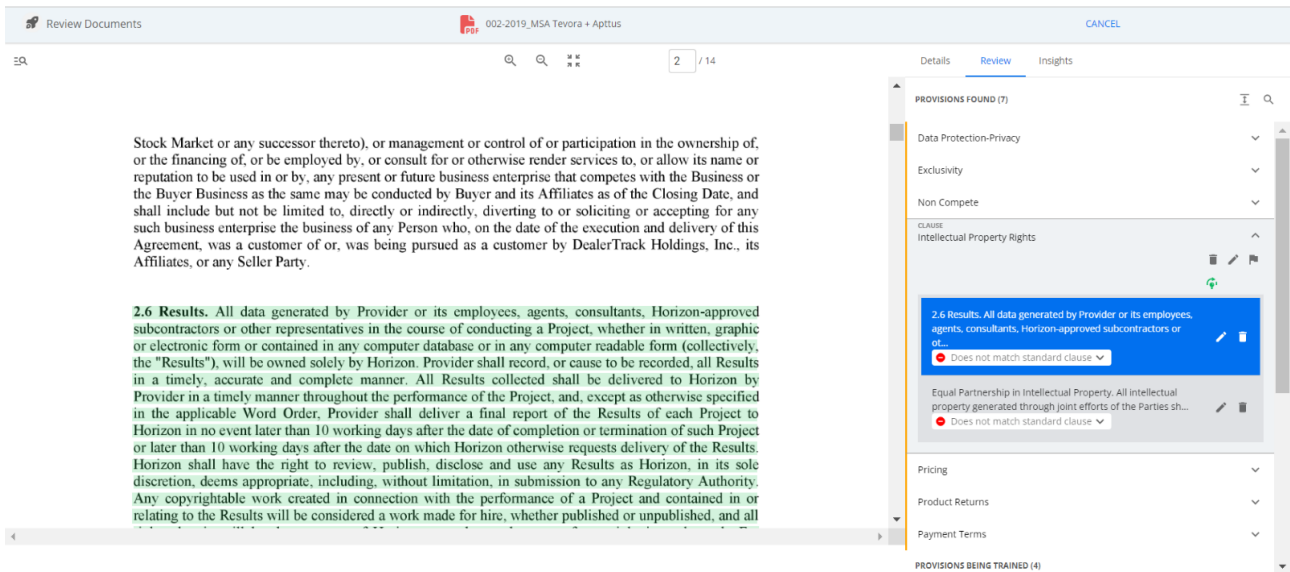 Review Documents
PDF
002-2019_MSA Tevora + Apttus
CANCEL
2 / 14
Details Review Insights
Stock Market or any successor thereto), or management or control of or participation in the ownership of,
or the financing of, or be employed by, or consult for or otherwise render services to, or allow its name or
reputation to be used in or by, any present or future business enterprise that competes with the Business or
the Buyer Business as the same may be conducted by Buyer and its Affiliates as of the Closing Date, and
shall include but not be limited to, directly or indirectly, diverting to or soliciting or accepting for any
such business enterprise the business of any Person who, on the date of the execution and delivery of this
Agreement, was a customer of or, was being pursued as a customer by DealerTrack Holdings, Inc., its
Affiliates, or any Seller Party.
2.6 Results. All data generated by Provider or its employees, agents, consultants, Horizon-approved
subcontractors or other representatives in the course of conducting a Project, whether in written, graphic
or electronic form or contained in any computer database or in any computer readable form (collectively,
the "Results"), will be owned solely by Horizon. Provider shall record, or cause to be recorded, all Results
in a timely, accurate and complete manner. All Results collected shall be delivered to Horizon by
Provider in a timely manner throughout the performance of the Project, and, except as otherwise specified
in the applicable Word Order, Provider shall deliver a final report of the Results of each Project to
Horizon in no event later than 10 working days after the date of completion or termination of such Project
or later than 10 working days after the date on which Horizon otherwise requests delivery of the Results.
Horizon shall have the right to review, publish, disclose and use any Results as Horizon, in its sole
discretion, deems appropriate, including, without limitation, in submission to any Regulatory Authority.
Any copyrightable work created in connection with the performance of a Project and contained in or
relating to the Results will be considered a work made for hire, whether published or unpublished, and all
PROVISIONS FOUND (7)
Data Protection-Privacy
Exclusivity
Non Compete
CLAUSE
Intellectual Property Rights
2.6 Results. All data generated by Provider or its employees,
agents, consultants, Horizon-approved subcontractors or
ot...
Does not match standard clause
Equal Partnership in Intellectual Property. All intellectual
property generated through joint efforts of the Parties sh...
Does not match standard clause
Pricing
Product Returns
Payment Terms
PROVISIONS BEING TRAINED (4)